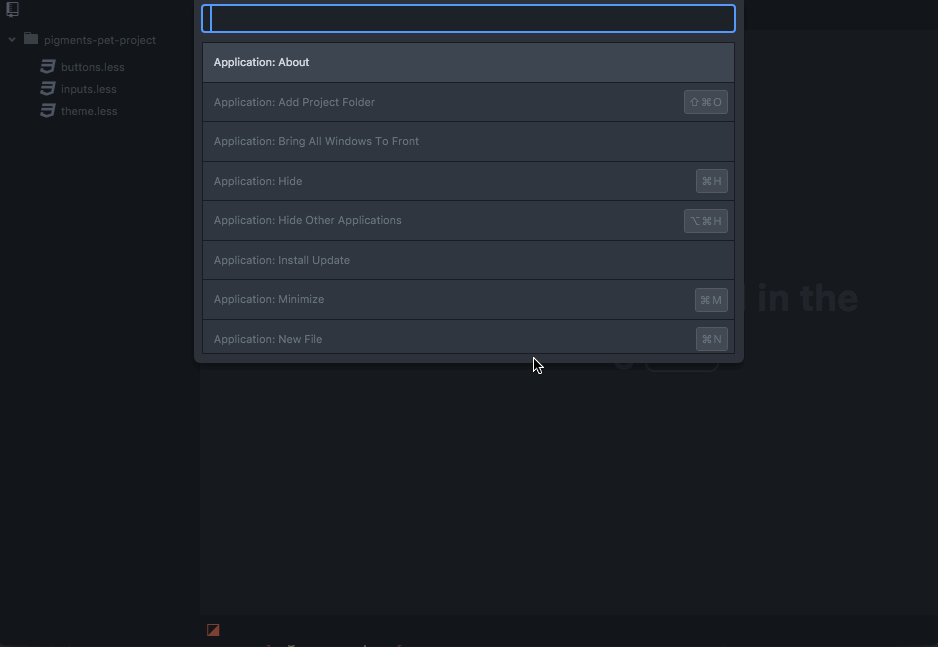 pigments-pet-project
buttons.less
inputs.less
theme.less
Application: About
Application: Add Project Folder ⇧⌘O
Application: Bring All Windows To Front
Application: Hide ⌘H
Application: Hide Other Applications ⌥⌘H
Application: Install Update
Application: Minimize ⌘M
Application: New File ⌘N
in the